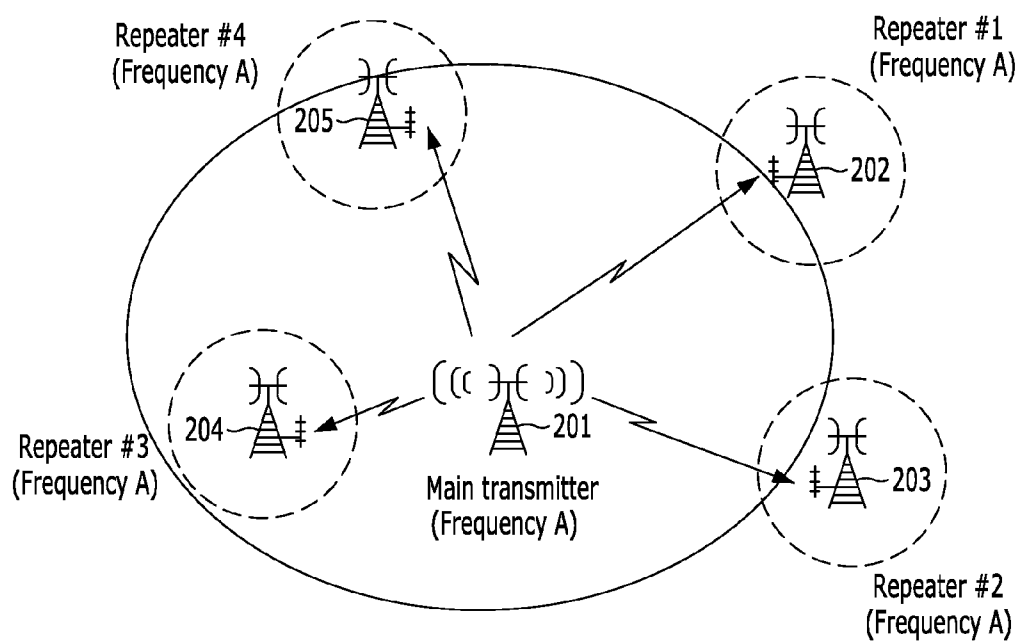 Repeater #4
(Frequency A)
Repeater #1
(Frequency A)
205
202
204
201
203
Repeater #3
(Frequency A)
Main transmitter
(Frequency A)
Repeater #2
(Frequency A)